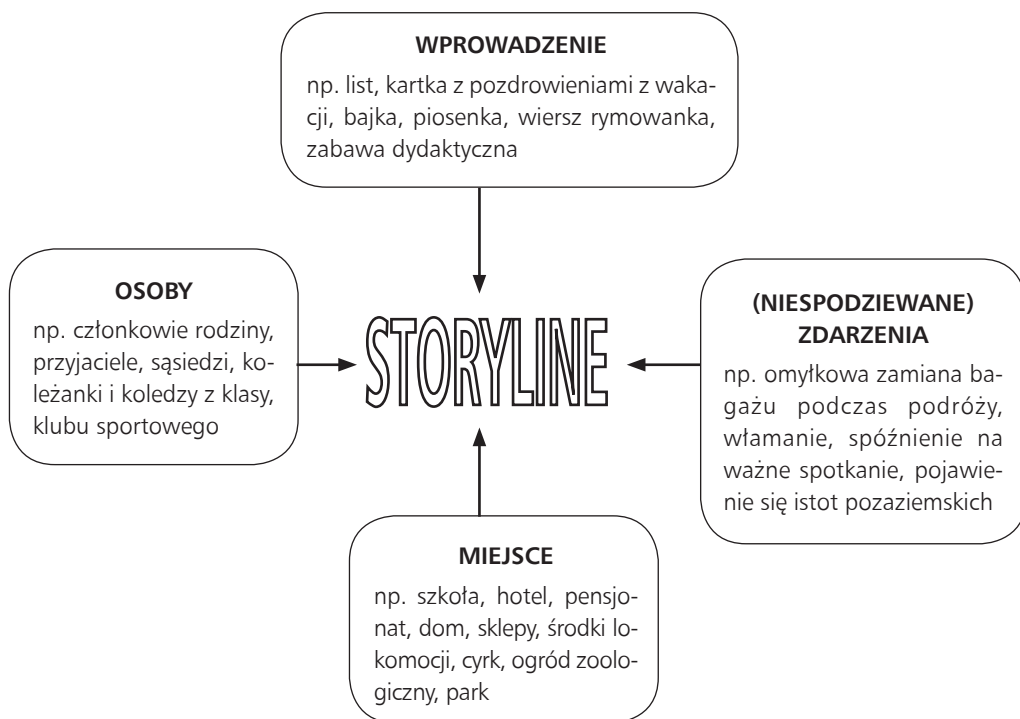 WPROWADZENIE
np. list, kartka z pozdrowieniami z waka-
cji, bajka, piosenka, wiersz rymowanka,
zabawa dydaktyczna
OSOBY
np. członkowie rodziny,
przyjaciele, sąsiedzi, ko-
leżanki i koledzy z klasy,
klubu sportowego
STORYLINE
(NIESPODZIEWANE)
ZDARZENIA
np. omyłkowa zamiana ba-
gażu podczas podróży,
włamanie, spóźnienie na
ważne spotkanie, pojawie-
nie się istot pozaziemskich
MIEJSCE
np. szkoła, hotel, pensjo-
nat, dom, sklepy, środki lo-
komocji, cyrk, ogród zoolo-
giczny, park